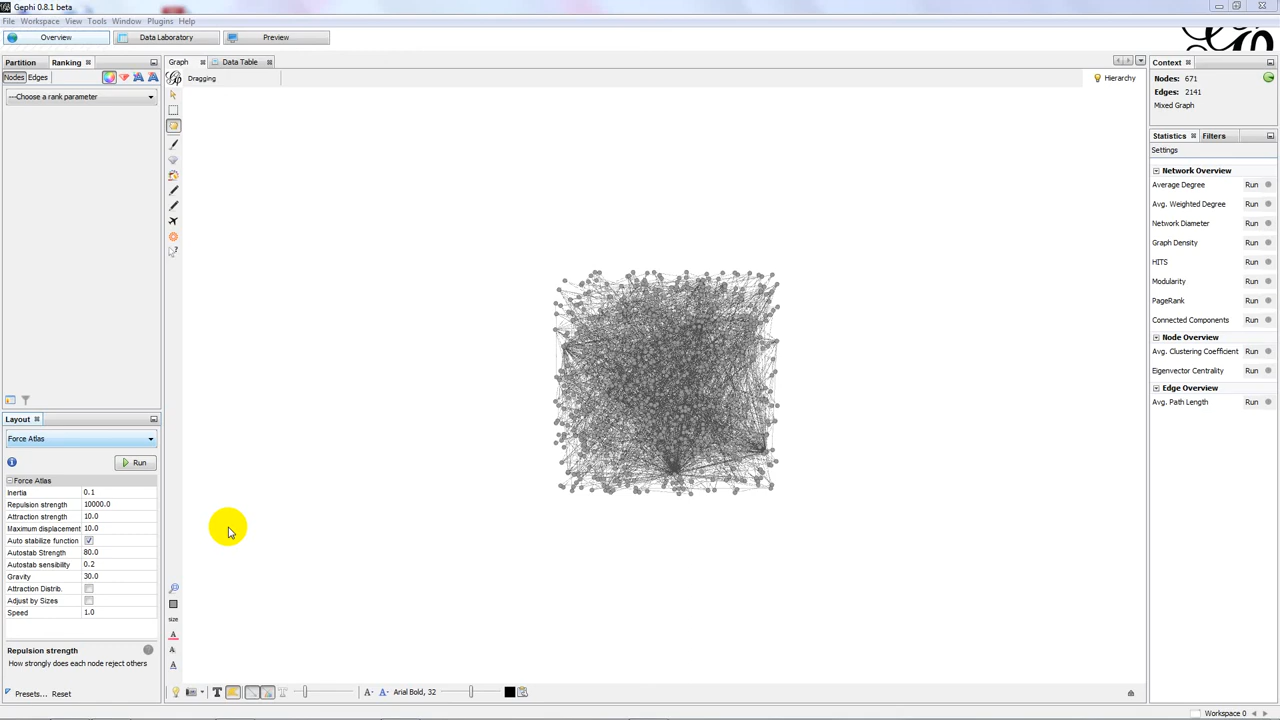 Gephi 0.8.1 beta
File Workspace View Tools Window Plugins Help
Overview Data Laboratory Preview
Partition Ranking
Nodes Edges
---Choose a rank parameter
Layout
Force Atlas
Run
Force Atlas
Inertia 0.1
Repulsion strength 10000.0
Attraction strength 10.0
Maximum displacement 10.0
Auto stabilize function
Autostab Strength 80.0
Autostab sensibility 0.2
Gravity 30.0
Attraction Distrib.
Adjust by Sizes
Speed 1.0
Repulsion strength
How strongly does each node reject others
Presets... Reset
Graph Data Table
Dragging
Hierarchy
size
A
A
A
T T A- A- Arial Bold, 32
Context
Nodes: 671
Edges: 2141
Mixed Graph
Statistics Filters
Settings
Network Overview
Average Degree Run
Avg. Weighted Degree Run
Network Diameter Run
Graph Density Run
HITS Run
Modularity Run
PageRank Run
Connected Components Run
Node Overview
Avg. Clustering Coefficient Run
Eigenvector Centrality Run
Edge Overview
Avg. Path Length Run
Workspace 0